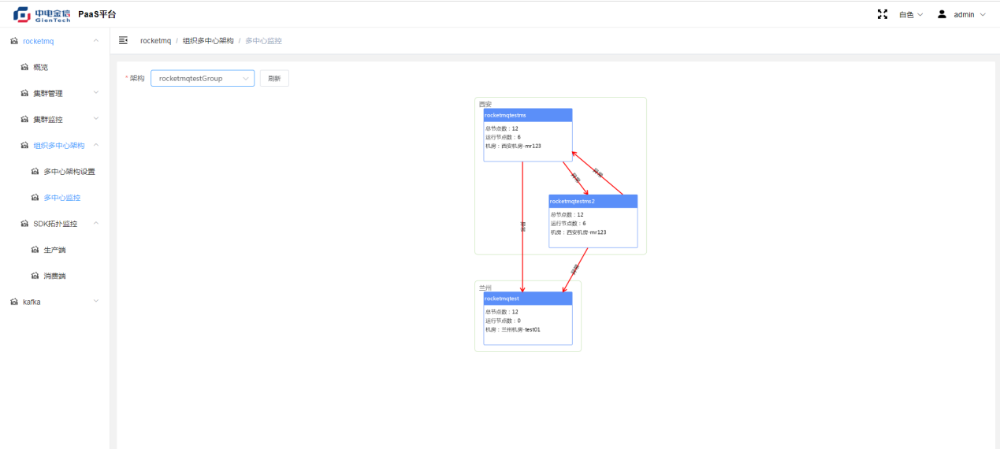 中电金信
GienTech
PaaS平台
白色
admin
rocketmq
概览
集群管理
集群监控
组织多中心架构
多中心架构设置
多中心监控
SDK拓扑监控
生产端
消费端
kafka
rocketmq / 组织多中心架构 / 多中心监控
* 架构
rocketmqtestGroup
刷新
西安
rocketmqtestms
总节点数：12
运行节点数：6
机房：西安机房-mr123
rocketmqtestms2
总节点数：12
运行节点数：6
机房：西安机房-mr123
兰州
rocketmqtest
总节点数：12
运行节点数：0
机房：兰州机房-test01